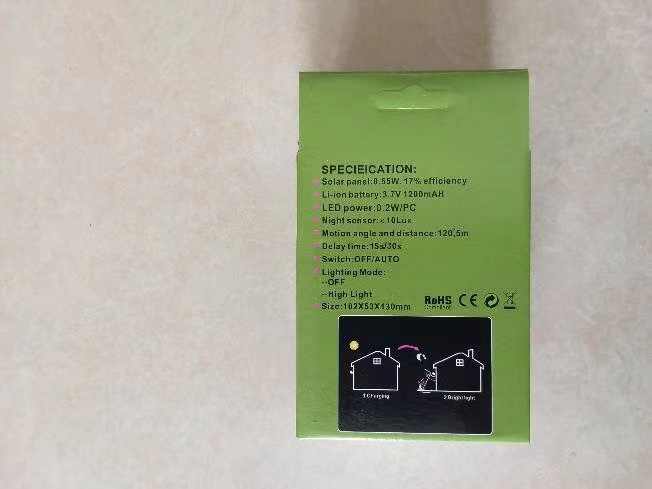 SPECIEICATION:
Solar panel:0.55W. 17% efficiency
Li-ion battery:3.7V 1200mAH
LED power:0.2W/PC
Night sensor:<10Lux
Motion angle and distance:120,5m
Delay time:15s/30s
Switch:OFF/AUTO
Lighting Mode:
--OFF
--High Light
RoHS CE
Compliant
Size:102X53X130mm
1 Charging 2 Bright light